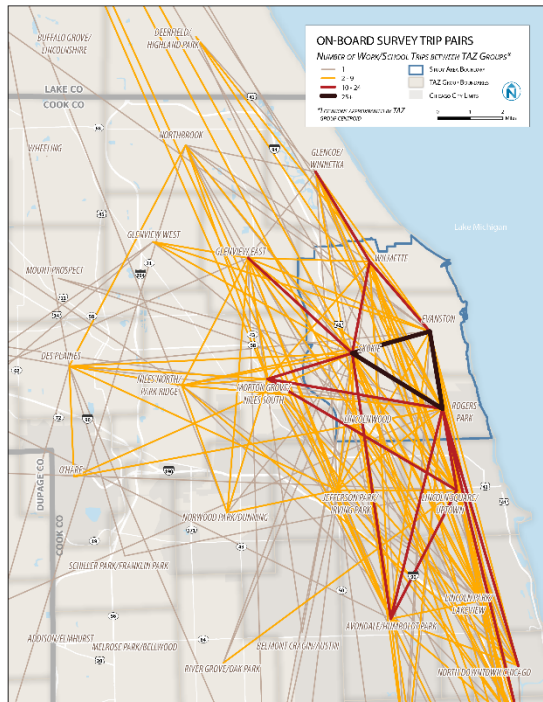 ON-BOARD SURVEY TRIP PAIRS
NUMBER OF WORK/SCHOOL TRIPS BETWEEN TAZ GROUPS*
1
2 - 9
10 - 24
STUDY AREA BOUNDARY
TAZ GROUP BOUNDARIES
CHICAGO CITY LIMITS
N
GROUP CENTROID
0 1 2
Miles
BUFFALO GROVE/
LINCOLNSHIRE
DEERFIELD/
HIGHLAND PARK
LAKE CO
COOK CO
WHEELING
NORTHBROOK
GLENCOE/
WINNETKA
Lake Michigan
GLENVIEW WEST
GLENVIEW EAST
WILMETTE
MOUNT PROSPECT
EVANSTON
SKOKIE
DES PLAINES
NILES NORTH/
PARK RIDGE
MORTON GROVE/
NILES SOUTH
ROGERS
PARK
LINCOLNWOOD
O'HARE
JEFFERSON PARK/
IRVING PARK
LINCOLN SQUARE/
UPTOWN
DUPAGE CO
COOK CO
NORWOOD PARK/DUNNING
SCHILLER PARK/FRANKLIN PARK
LINCOLN PARK/
LAKEVIEW
AVONDALE/HUMBOLDT PARK
ADDISON/ELMHURST
MELROSE PARK/BELLWOOD
BELMONT CRAGIN/AUSTIN
RIVER GROVE/OAK PARK
NORTH DOWNTOWN CHICAGO